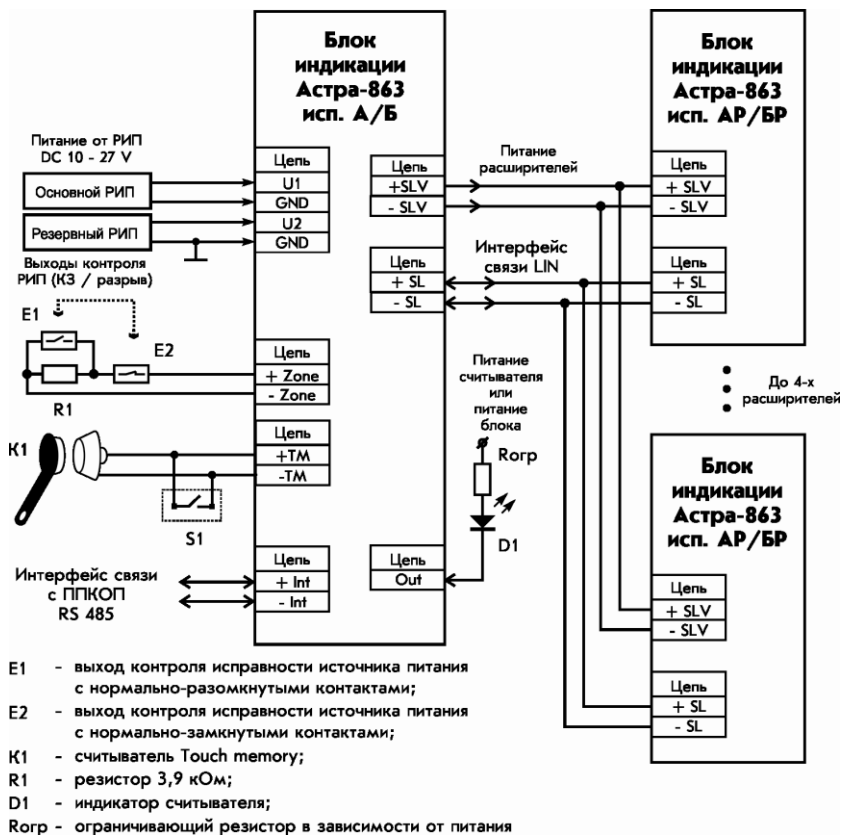 Блок
индикации
Астра-863
исп. А/Б
Блок
индикации
Астра-863
исп. АР/БР
Питание от РИП
DC 10 - 27 V
Основной РИП
Резервный РИП
Цепь
U1
GND
U2
GND
Цепь
+SLV
- SLV
Питание
расширителей
Цепь
+ SLV
- SLV
Выходы контроля
РИП (КЗ / разрыв)
Цепь
+ SL
- SL
Интерфейс
связи LIN
Цепь
+ SL
- SL
E1
E2
R1
Цепь
+ Zone
- Zone
Питание
считывателя
или
питание
блока
Rогр
D1
До 4-х
расширителей
K1
S1
Цепь
+TM
-TM
Блок
индикации
Астра-863
исп. АР/БР
Интерфейс связи
с ППКОП
RS 485
Цепь
+ Int
- Int
Цепь
Out
Цепь
+ SLV
- SLV
Цепь
+ SL
- SL
E1 - выход контроля исправности источника питания
с нормально-разомкнутыми контактами;
E2 - выход контроля исправности источника питания
с нормально-замкнутыми контактами;
K1 - считыватель Touch memory;
R1 - резистор 3,9 кОм;
D1 - индикатор считывателя;
Rогр - ограничивающий резистор в зависимости от питания